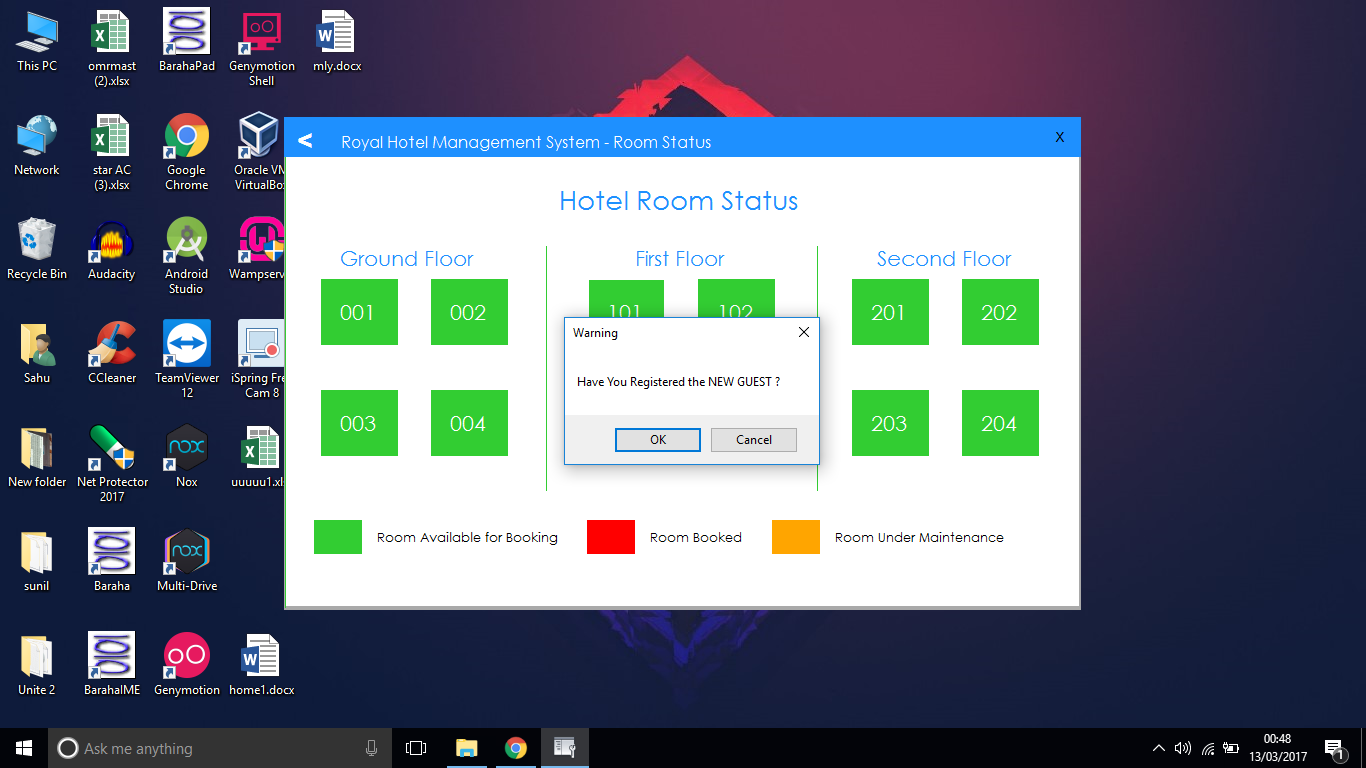 This PC
omrmast
(2).xlsx
BarahaPad
Genymotion
Shell
mly.docx
Network
star AC
(3).xlsx
Google
Chrome
Oracle VM
VirtualBox
Recycle Bin
Audacity
Android
Studio
Wampserv
Sahu
CCleaner
TeamViewer
12
iSpring Fre
Cam 8
New folder
Net Protector
2017
Nox
uuuuu1.xl
sunil
Baraha
Multi-Drive
Unite 2
BarahaIME
Genymotion
home1.docx
< Royal Hotel Management System - Room Status X
Hotel Room Status
Ground Floor
001 002
003 004
First Floor
101 102
Second Floor
201 202
203 204
Warning
Have You Registered the NEW GUEST ?
OK Cancel
Room Available for Booking Room Booked Room Under Maintenance
Ask me anything
00:48
13/03/2017
1